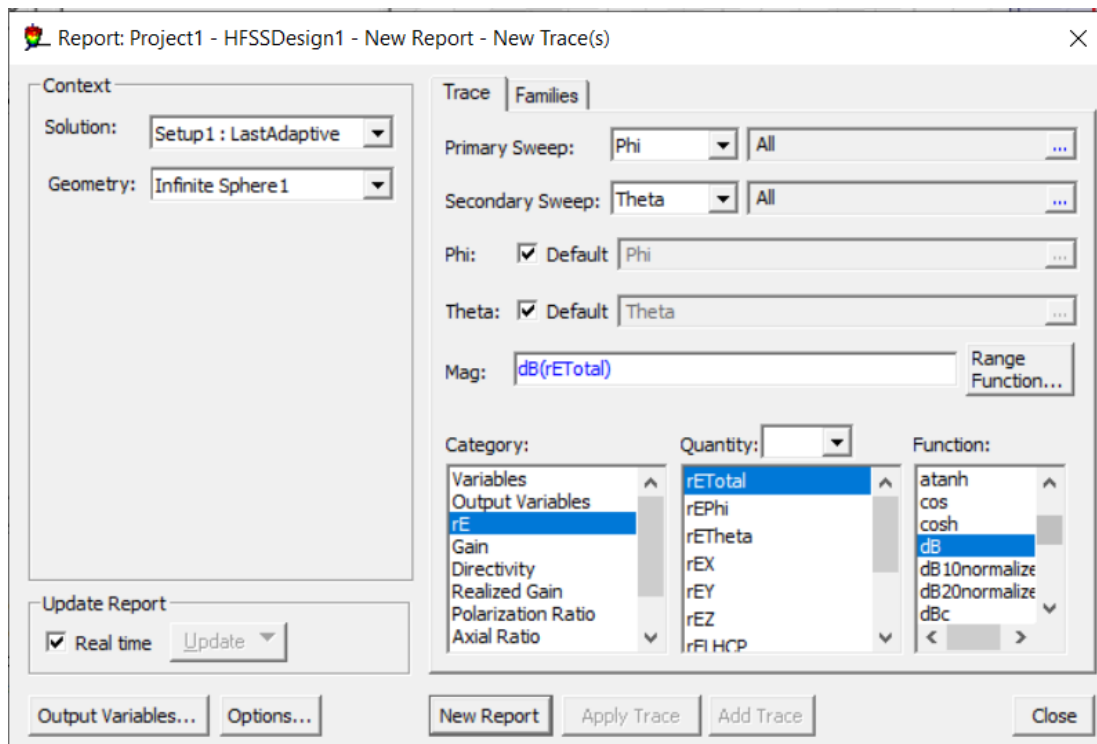 Report: Project1 - HFSSDesign1 - New Report - New Trace(s)
Context
Solution: Setup1 : LastAdaptive
Geometry: Infinite Sphere1
Update Report
Real time Update
Output Variables... Options...
Trace Families
Primary Sweep: Phi All ...
Secondary Sweep: Theta All ...
Phi: Default Phi ...
Theta: Default Theta ...
Mag: dB(rETotal) Range
Function...
Category: Quantity: Function:
Variables
Output Variables
rE
Gain
Directivity
Realized Gain
Polarization Ratio
Axial Ratio
rETotal
rEPhi
rETheta
rEX
rEY
rEZ
rELHCP
atanh
cos
cosh
dB
dB10normalize
dB20normalize
dBc
New Report Apply Trace Add Trace Close